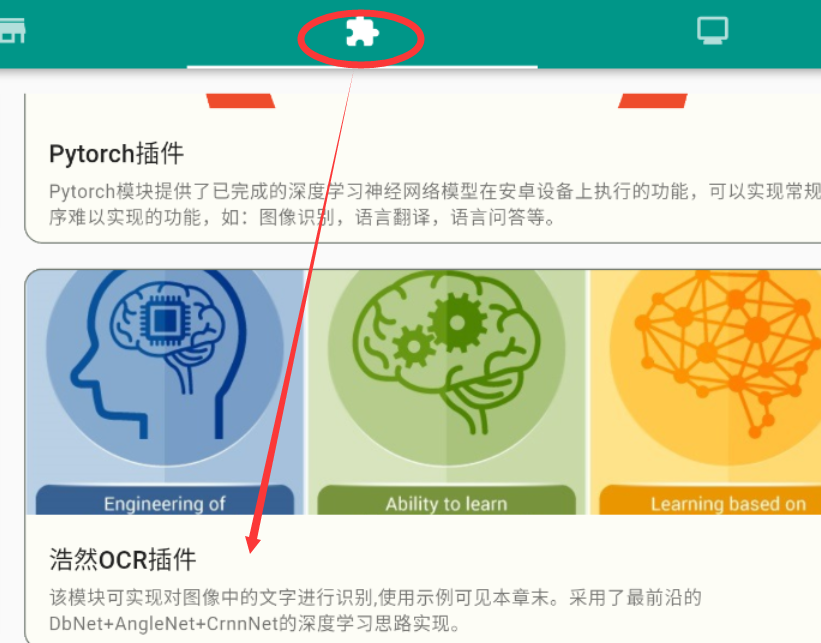 Pytorch插件
Pytorch模块提供了已完成的深度学习神经网络模型在安卓设备上执行的功能，可以实现常规
序难以实现的功能，如：图像识别，语言翻译，语言问答等。
Engineering of
Ability to learn
Learning based on
浩然OCR插件
该模块可实现对图像中的文字进行识别,使用示例可见本章末。采用了最前沿的
DbNet+AngleNet+CrnnNet的深度学习思路实现。